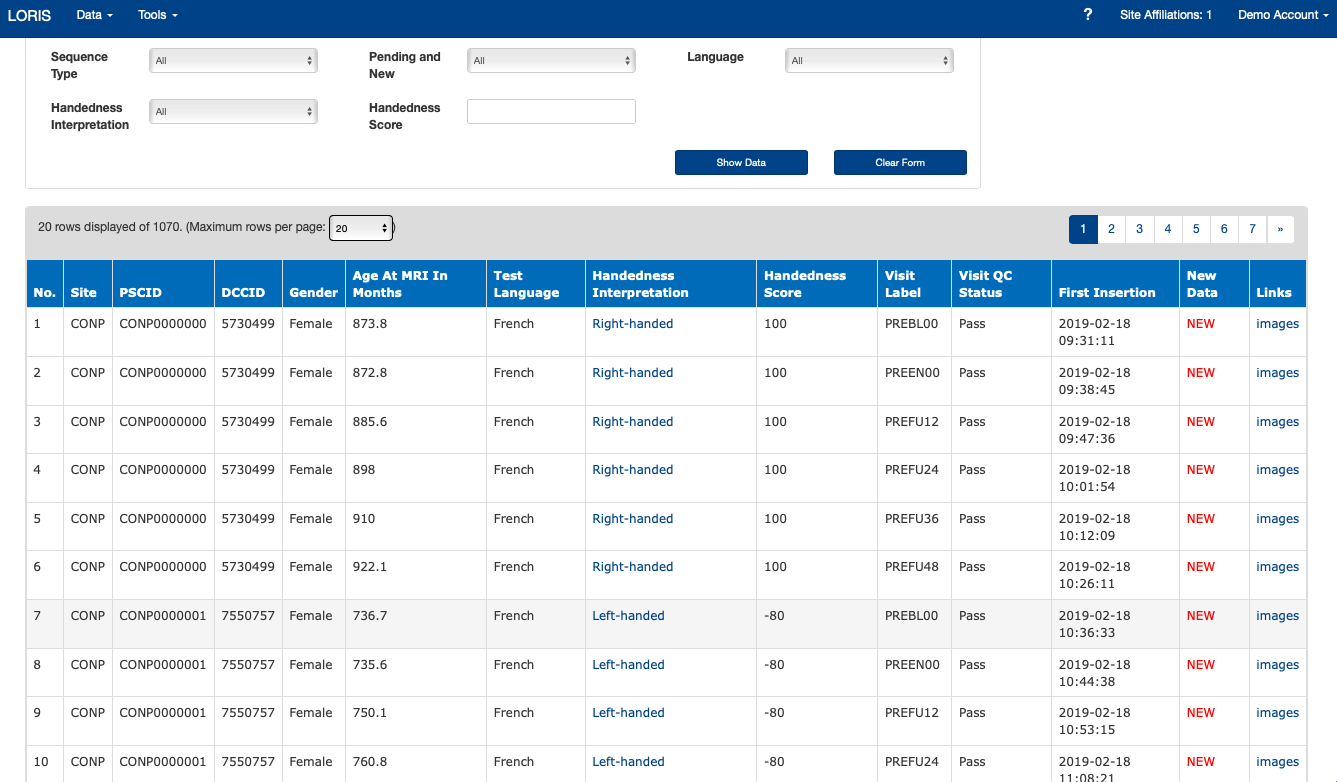 LORIS Data Tools ? Site Affiliations: 1 Demo Account
Sequence Type All Pending and New All Language All
Handedness Interpretation All Handedness Score
Show Data Clear Form
20 rows displayed of 1070. (Maximum rows per page: 20 ) 1 2 3 4 5 6 7 »
No. Site PSCID DCCID Gender Age At MRI In Months Test Language Handedness Interpretation Handedness Score Visit Label Visit QC Status First Insertion New Data Links
1 CONP CONP0000000 5730499 Female 873.8 French Right-handed 100 PREBL00 Pass 2019-02-18 09:31:11 NEW images
2 CONP CONP0000000 5730499 Female 872.8 French Right-handed 100 PREEN00 Pass 2019-02-18 09:38:45 NEW images
3 CONP CONP0000000 5730499 Female 885.6 French Right-handed 100 PREFU12 Pass 2019-02-18 09:47:36 NEW images
4 CONP CONP0000000 5730499 Female 898 French Right-handed 100 PREFU24 Pass 2019-02-18 10:01:54 NEW images
5 CONP CONP0000000 5730499 Female 910 French Right-handed 100 PREFU36 Pass 2019-02-18 10:12:09 NEW images
6 CONP CONP0000000 5730499 Female 922.1 French Right-handed 100 PREFU48 Pass 2019-02-18 10:26:11 NEW images
7 CONP CONP0000001 7550757 Female 736.7 French Left-handed -80 PREBL00 Pass 2019-02-18 10:36:33 NEW images
8 CONP CONP0000001 7550757 Female 735.6 French Left-handed -80 PREEN00 Pass 2019-02-18 10:44:38 NEW images
9 CONP CONP0000001 7550757 Female 750.1 French Left-handed -80 PREFU12 Pass 2019-02-18 10:53:15 NEW images
10 CONP CONP0000001 7550757 Female 760.8 French Left-handed -80 PREFU24 Pass 2019-02-18 11:08:21 NEW images